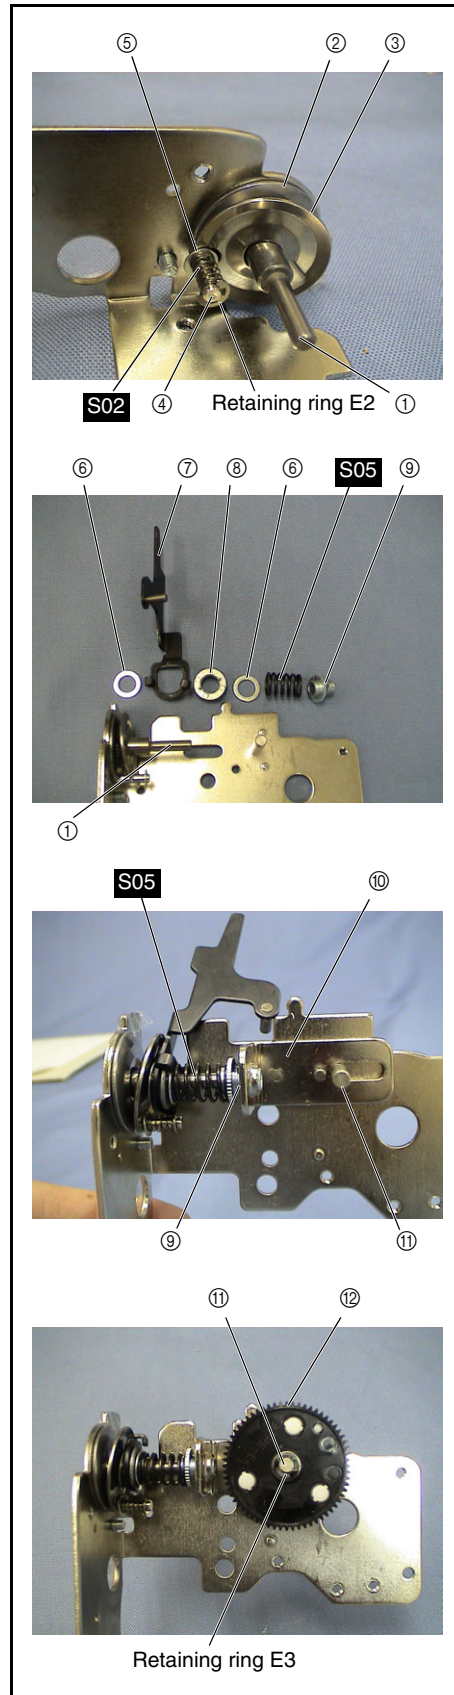 ⑤ ② ③
S02 ④ Retaining ring E2 ①
⑥ ⑦ ⑧ ⑥ S05 ⑨
①
S05 ⑩
⑨ ⑪
⑪ ⑫
Retaining ring E3